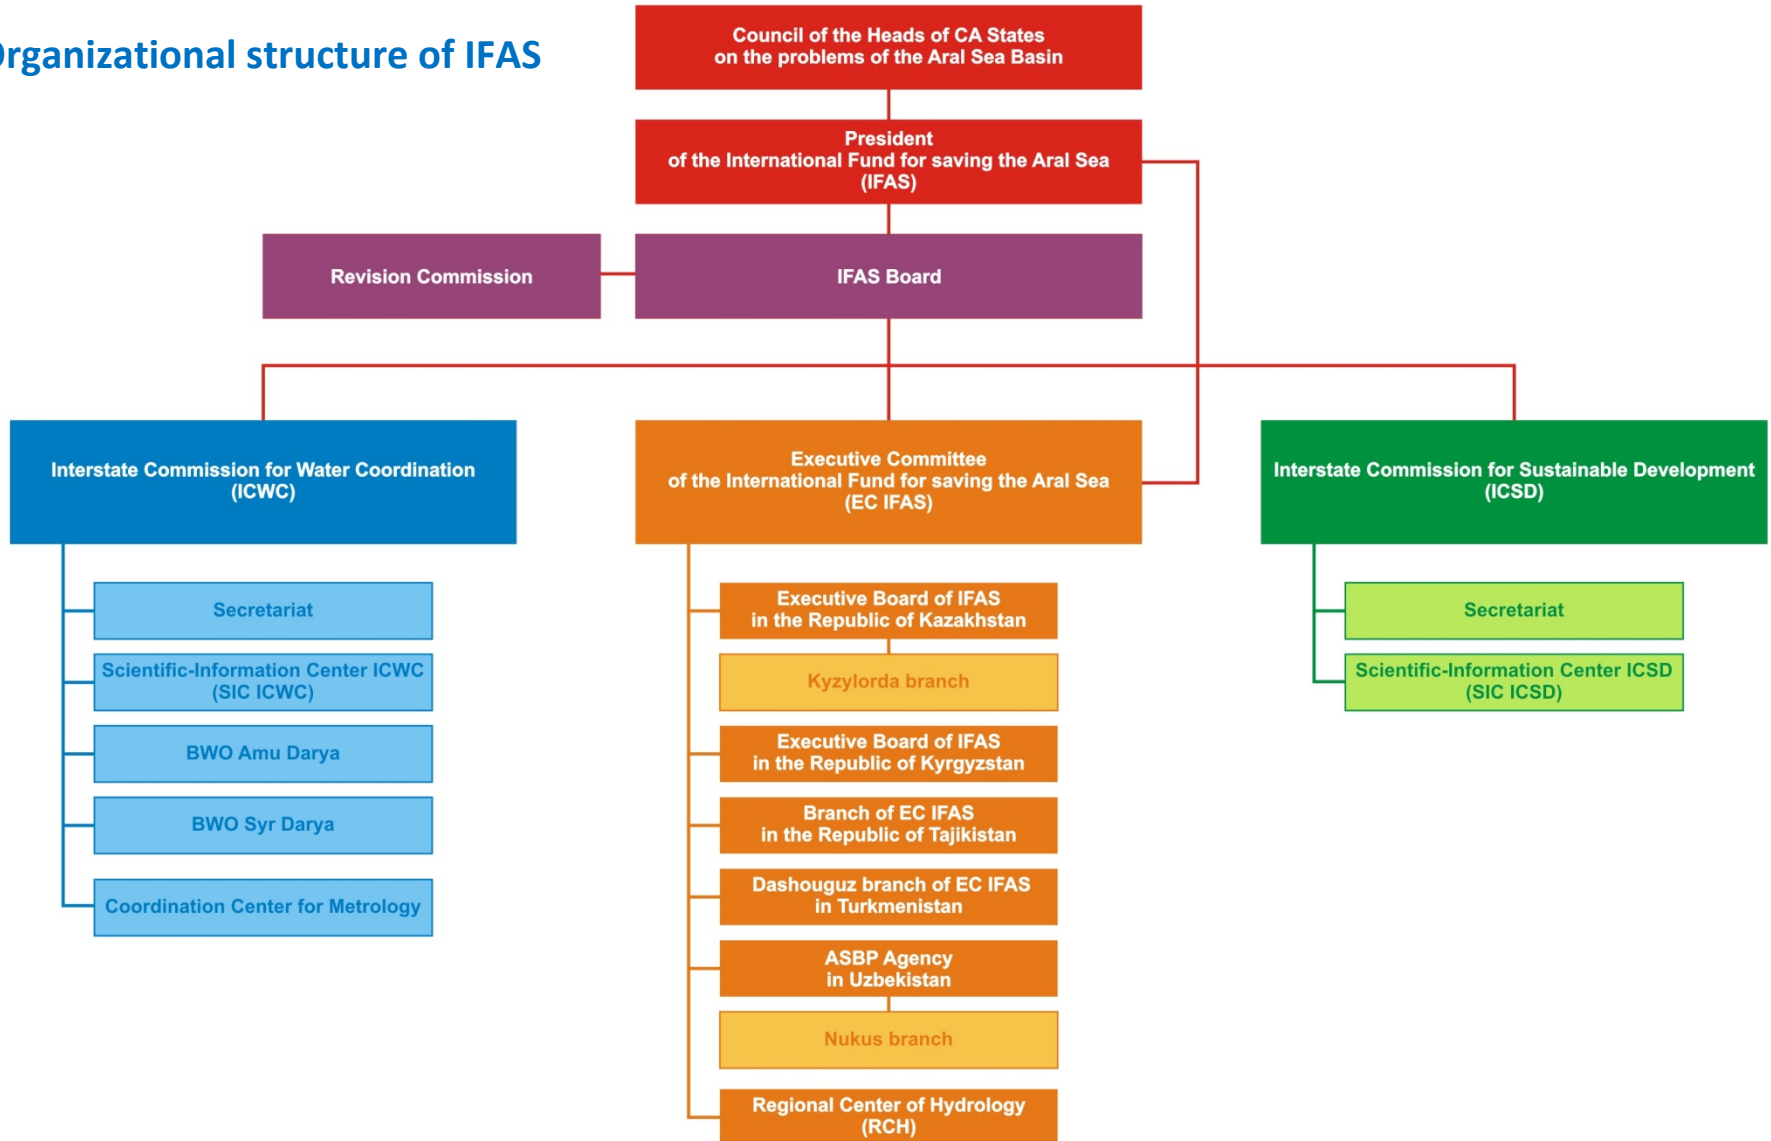 Organizational structure of IFAS
Council of the Heads of CA States
on the problems of the Aral Sea Basin
President
of the International Fund for saving the Aral Sea
(IFAS)
Revision Commission
IFAS Board
Interstate Commission for Water Coordination
(ICWC)
Executive Committee
of the International Fund for saving the Aral Sea
(EC IFAS)
Interstate Commission for Sustainable Development
(ICSD)
Secretariat
Scientific-Information Center ICWC
(SIC ICWC)
BWO Amu Darya
BWO Syr Darya
Coordination Center for Metrology
Executive Board of IFAS
in the Republic of Kazakhstan
Kyzylorda branch
Executive Board of IFAS
in the Republic of Kyrgyzstan
Branch of EC IFAS
in the Republic of Tajikistan
Dashouguz branch of EC IFAS
in Turkmenistan
ASBP Agency
in Uzbekistan
Nukus branch
Regional Center of Hydrology
(RCH)
Secretariat
Scientific-Information Center ICSD
(SIC ICSD)